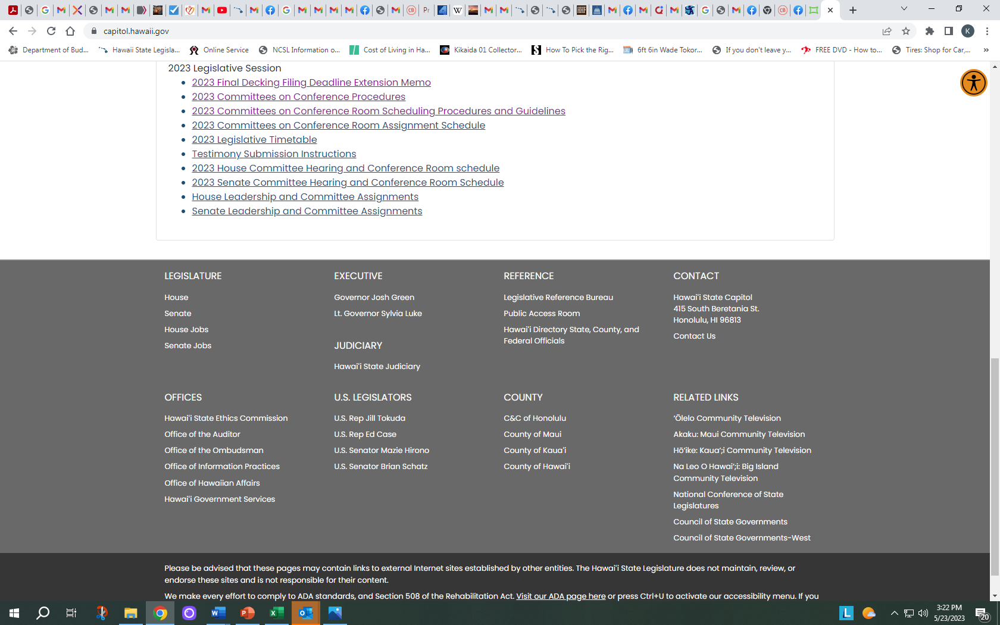 Pr
capitol.hawaii.gov
K
Department of Bud...
Hawaii State Legisla...
Online Service
NCSL Information o...
Cost of Living in Ha...
Kikaida 01 Collector...
How To Pick the Rig...
6ft 6in Wade Tokor...
If you don't leave y...
FREE DVD - How to...
Tires: Shop for Car,...
2023 Legislative Session
2023 Final Decking Filing Deadline Extension Memo
2023 Committees on Conference Procedures
2023 Committees on Conference Room Scheduling Procedures and Guidelines
2023 Committees on Conference Room Assignment Schedule
2023 Legislative Timetable
Testimony Submission Instructions
2023 House Committee Hearing and Conference Room schedule
2023 Senate Committee Hearing and Conference Room Schedule
House Leadership and Committee Assignments
Senate Leadership and Committee Assignments
LEGISLATURE
House
Senate
House Jobs
Senate Jobs
EXECUTIVE
Governor Josh Green
Lt. Governor Sylvia Luke
JUDICIARY
Hawai'i State Judiciary
REFERENCE
Legislative Reference Bureau
Public Access Room
Hawai'i Directory State, County, and
Federal Officials
CONTACT
Hawai'i State Capitol
415 South Beretania St.
Honolulu, HI 96813
Contact Us
OFFICES
Hawai'i State Ethics Commission
Office of the Auditor
Office of the Ombudsman
Office of Information Practices
Office of Hawaiian Affairs
Hawai'i Government Services
U.S. LEGISLATORS
U.S. Rep Jill Tokuda
U.S. Rep Ed Case
U.S. Senator Mazie Hirono
U.S. Senator Brian Schatz
COUNTY
C&C of Honolulu
County of Maui
County of Kaua'i
County of Hawai'i
RELATED LINKS
‘Ōlelo Community Television
Akaku: Maui Community Television
Hō‘ike: Kaua‘;i Community Television
Na Leo O Hawai‘;i: Big Island
Community Television
National Conference of State
Legislatures
Council of State Governments
Council of State Governments-West
Please be advised that these pages may contain links to external Internet sites established by other entities. The Hawai'i State Legislature does not maintain, review, or
endorse these sites and is not responsible for their content.
We make every effort to comply to ADA standards, and Section 508 of the Rehabilitation Act. Visit our ADA page here or press Ctrl+U to activate our accessibility menu. If you
3:22 PM
5/23/2023
20